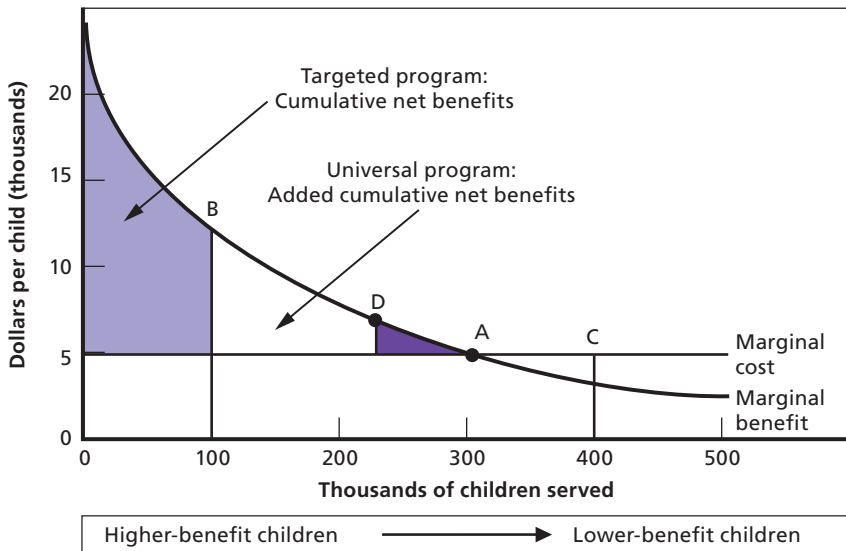 Dollars per child (thousands)
20
15
10
5
0
Targeted program:
Cumulative net benefits
Universal program:
Added cumulative net benefits
B
D
A
C
Marginal
cost
Marginal
benefit
0
100
200
300
400
500
Thousands of children served
Higher-benefit children
Lower-benefit children